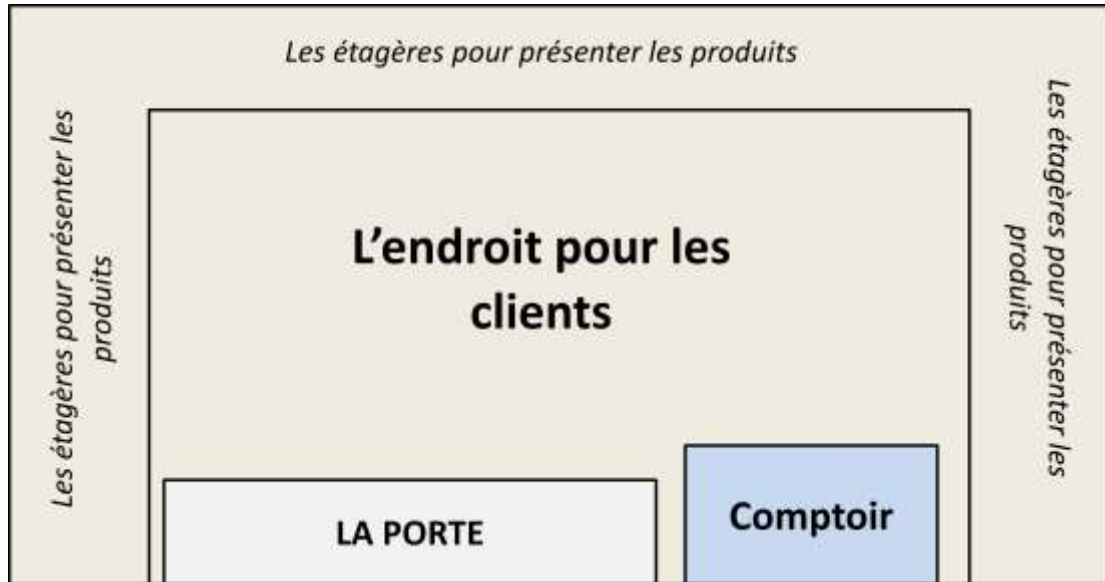 Les étagères pour présenter les produits
Les étagères pour présenter les
produits
L’endroit pour les
clients
Les étagères pour présenter les
produits
LA PORTE
Comptoir